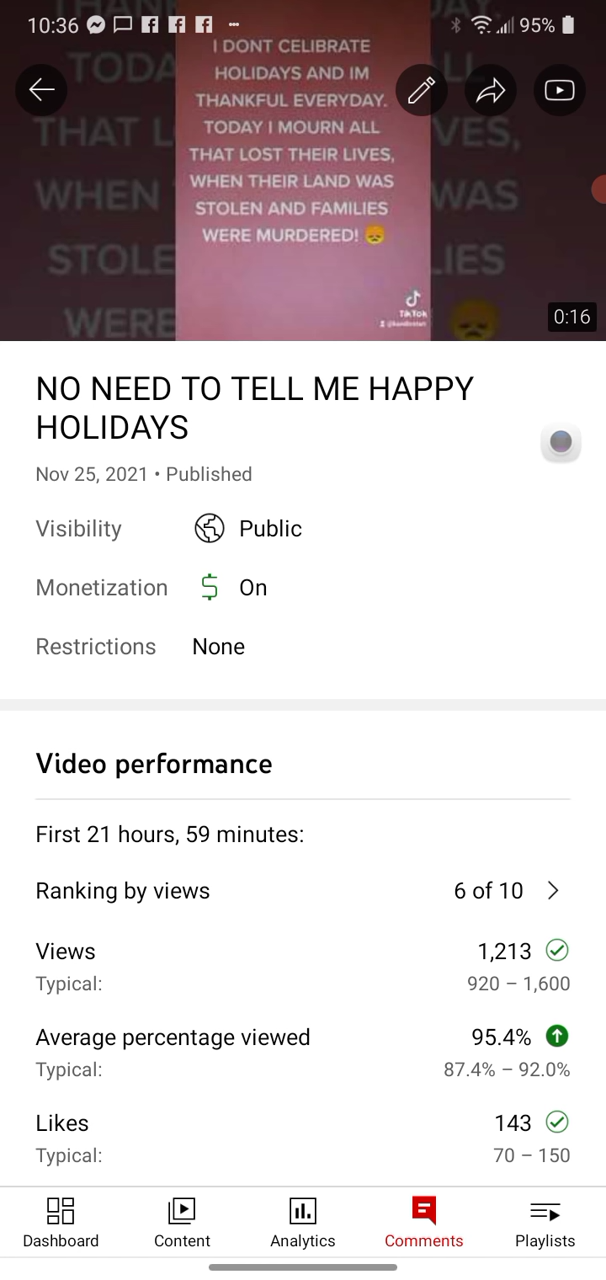 10:36
95%
I DONT CELIBRATE
HOLIDAYS AND IM
THANKFUL EVERYDAY.
TODAY I MOURN ALL
THAT LOST THEIR LIVES,
WHEN THEIR LAND WAS
STOLEN AND FAMILIES
WERE MURDERED! 😞
TikTok
0:16
NO NEED TO TELL ME HAPPY
HOLIDAYS
Nov 25, 2021 • Published
Visibility Public
Monetization On
Restrictions None
Video performance
First 21 hours, 59 minutes:
Ranking by views 6 of 10
Views 1,213
Typical: 920 – 1,600
Average percentage viewed 95.4%
Typical: 87.4% – 92.0%
Likes 143
Typical: 70 – 150
Dashboard Content Analytics Comments Playlists